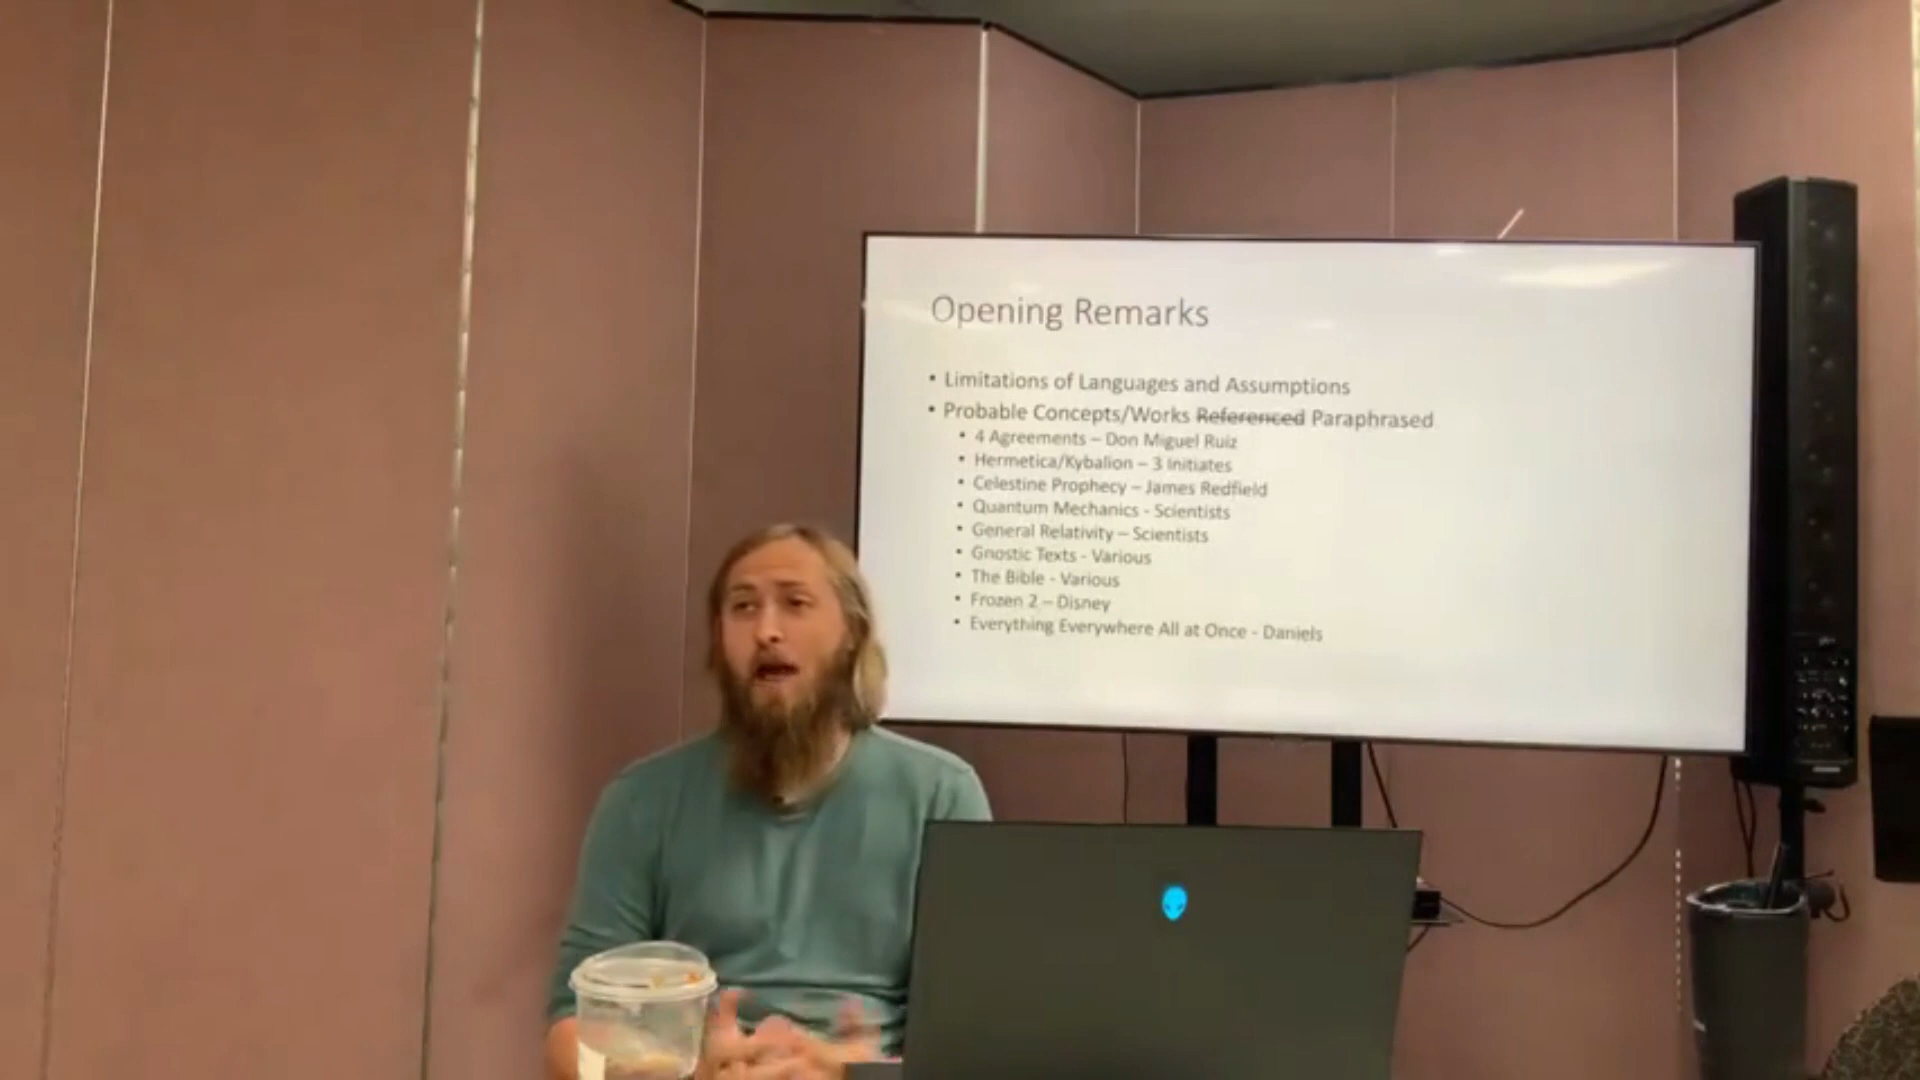 Opening Remarks
• Limitations of Languages and Assumptions
• Probable Concepts/Works Referenced Paraphrased
• 4 Agreements – Don Miguel Ruiz
• Hermetica/Kybalion – 3 Initiates
• Celestine Prophecy – James Redfield
• Quantum Mechanics - Scientists
• General Relativity – Scientists
• Gnostic Texts - Various
• The Bible - Various
• Frozen 2 – Disney
• Everything Everywhere All at Once - Daniels